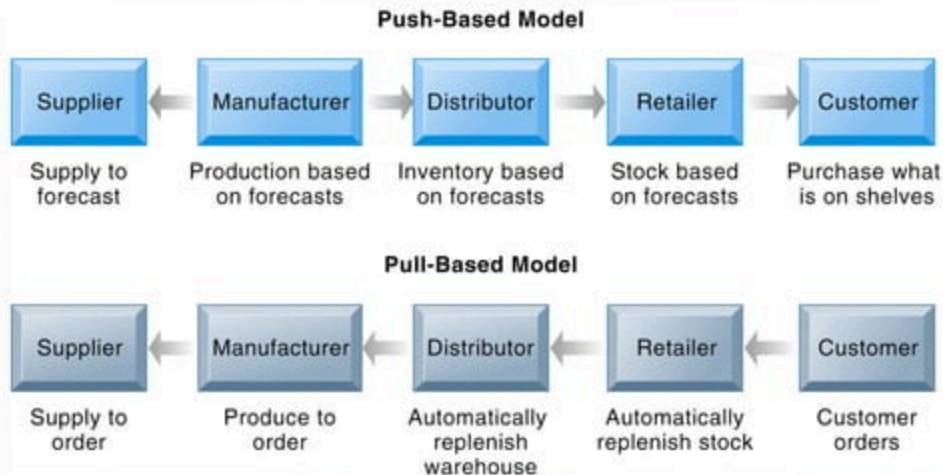 Push-Based Model
Supplier Manufacturer Distributor Retailer Customer
Supply to Production based Inventory based Stock based Purchase what
forecast on forecasts on forecasts on forecasts is on shelves
Pull-Based Model
Supplier Manufacturer Distributor Retailer Customer
Supply to Produce to Automatically Automatically Customer
order order replenish replenish stock orders
warehouse